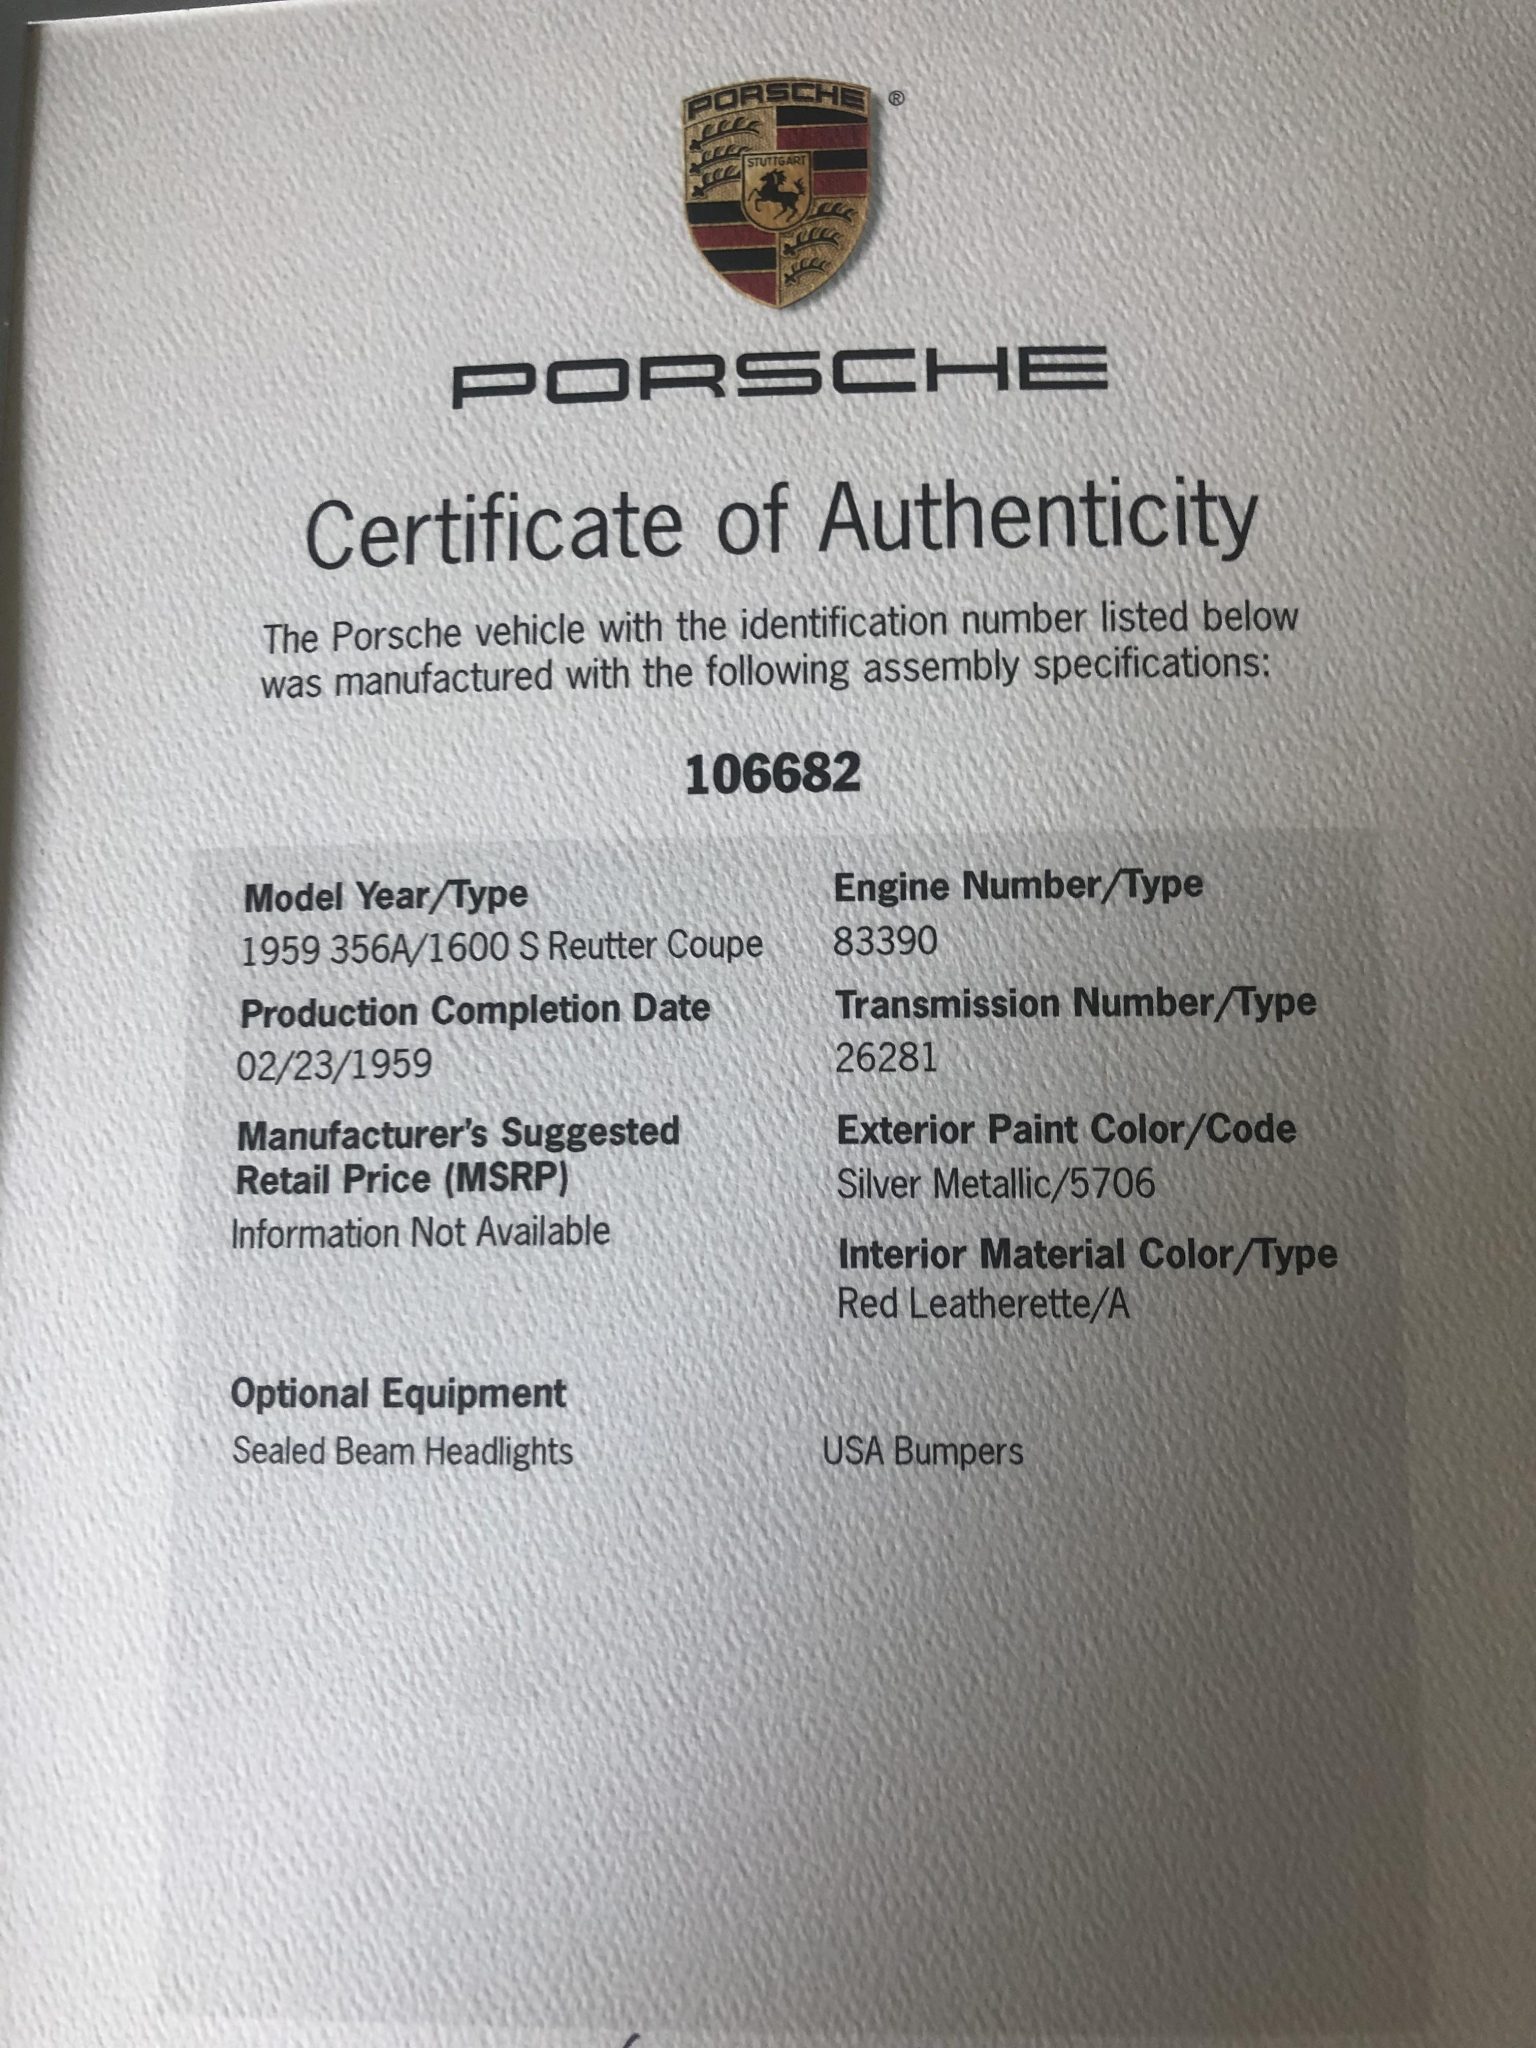 PORSCHE ®
STUTTGART
PORSCHE
Certificate of Authenticity
The Porsche vehicle with the identification number listed below
was manufactured with the following assembly specifications:
106682
Model Year/Type
1959 356A/1600 S Reutter Coupe
Production Completion Date
02/23/1959
Manufacturer's Suggested
Retail Price (MSRP)
Information Not Available
Engine Number/Type
83390
Transmission Number/Type
26281
Exterior Paint Color/Code
Silver Metallic/5706
Interior Material Color/Type
Red Leatherette/A
Optional Equipment
Sealed Beam Headlights
USA Bumpers